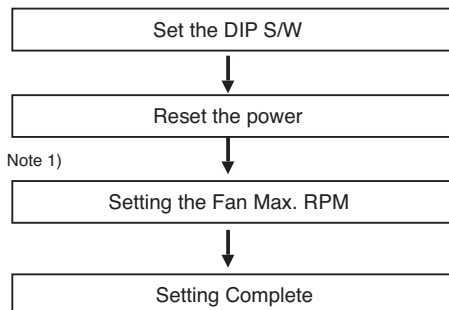 Set the DIP S/W
Reset the power
Note 1)
Setting the Fan Max. RPM
Setting Complete